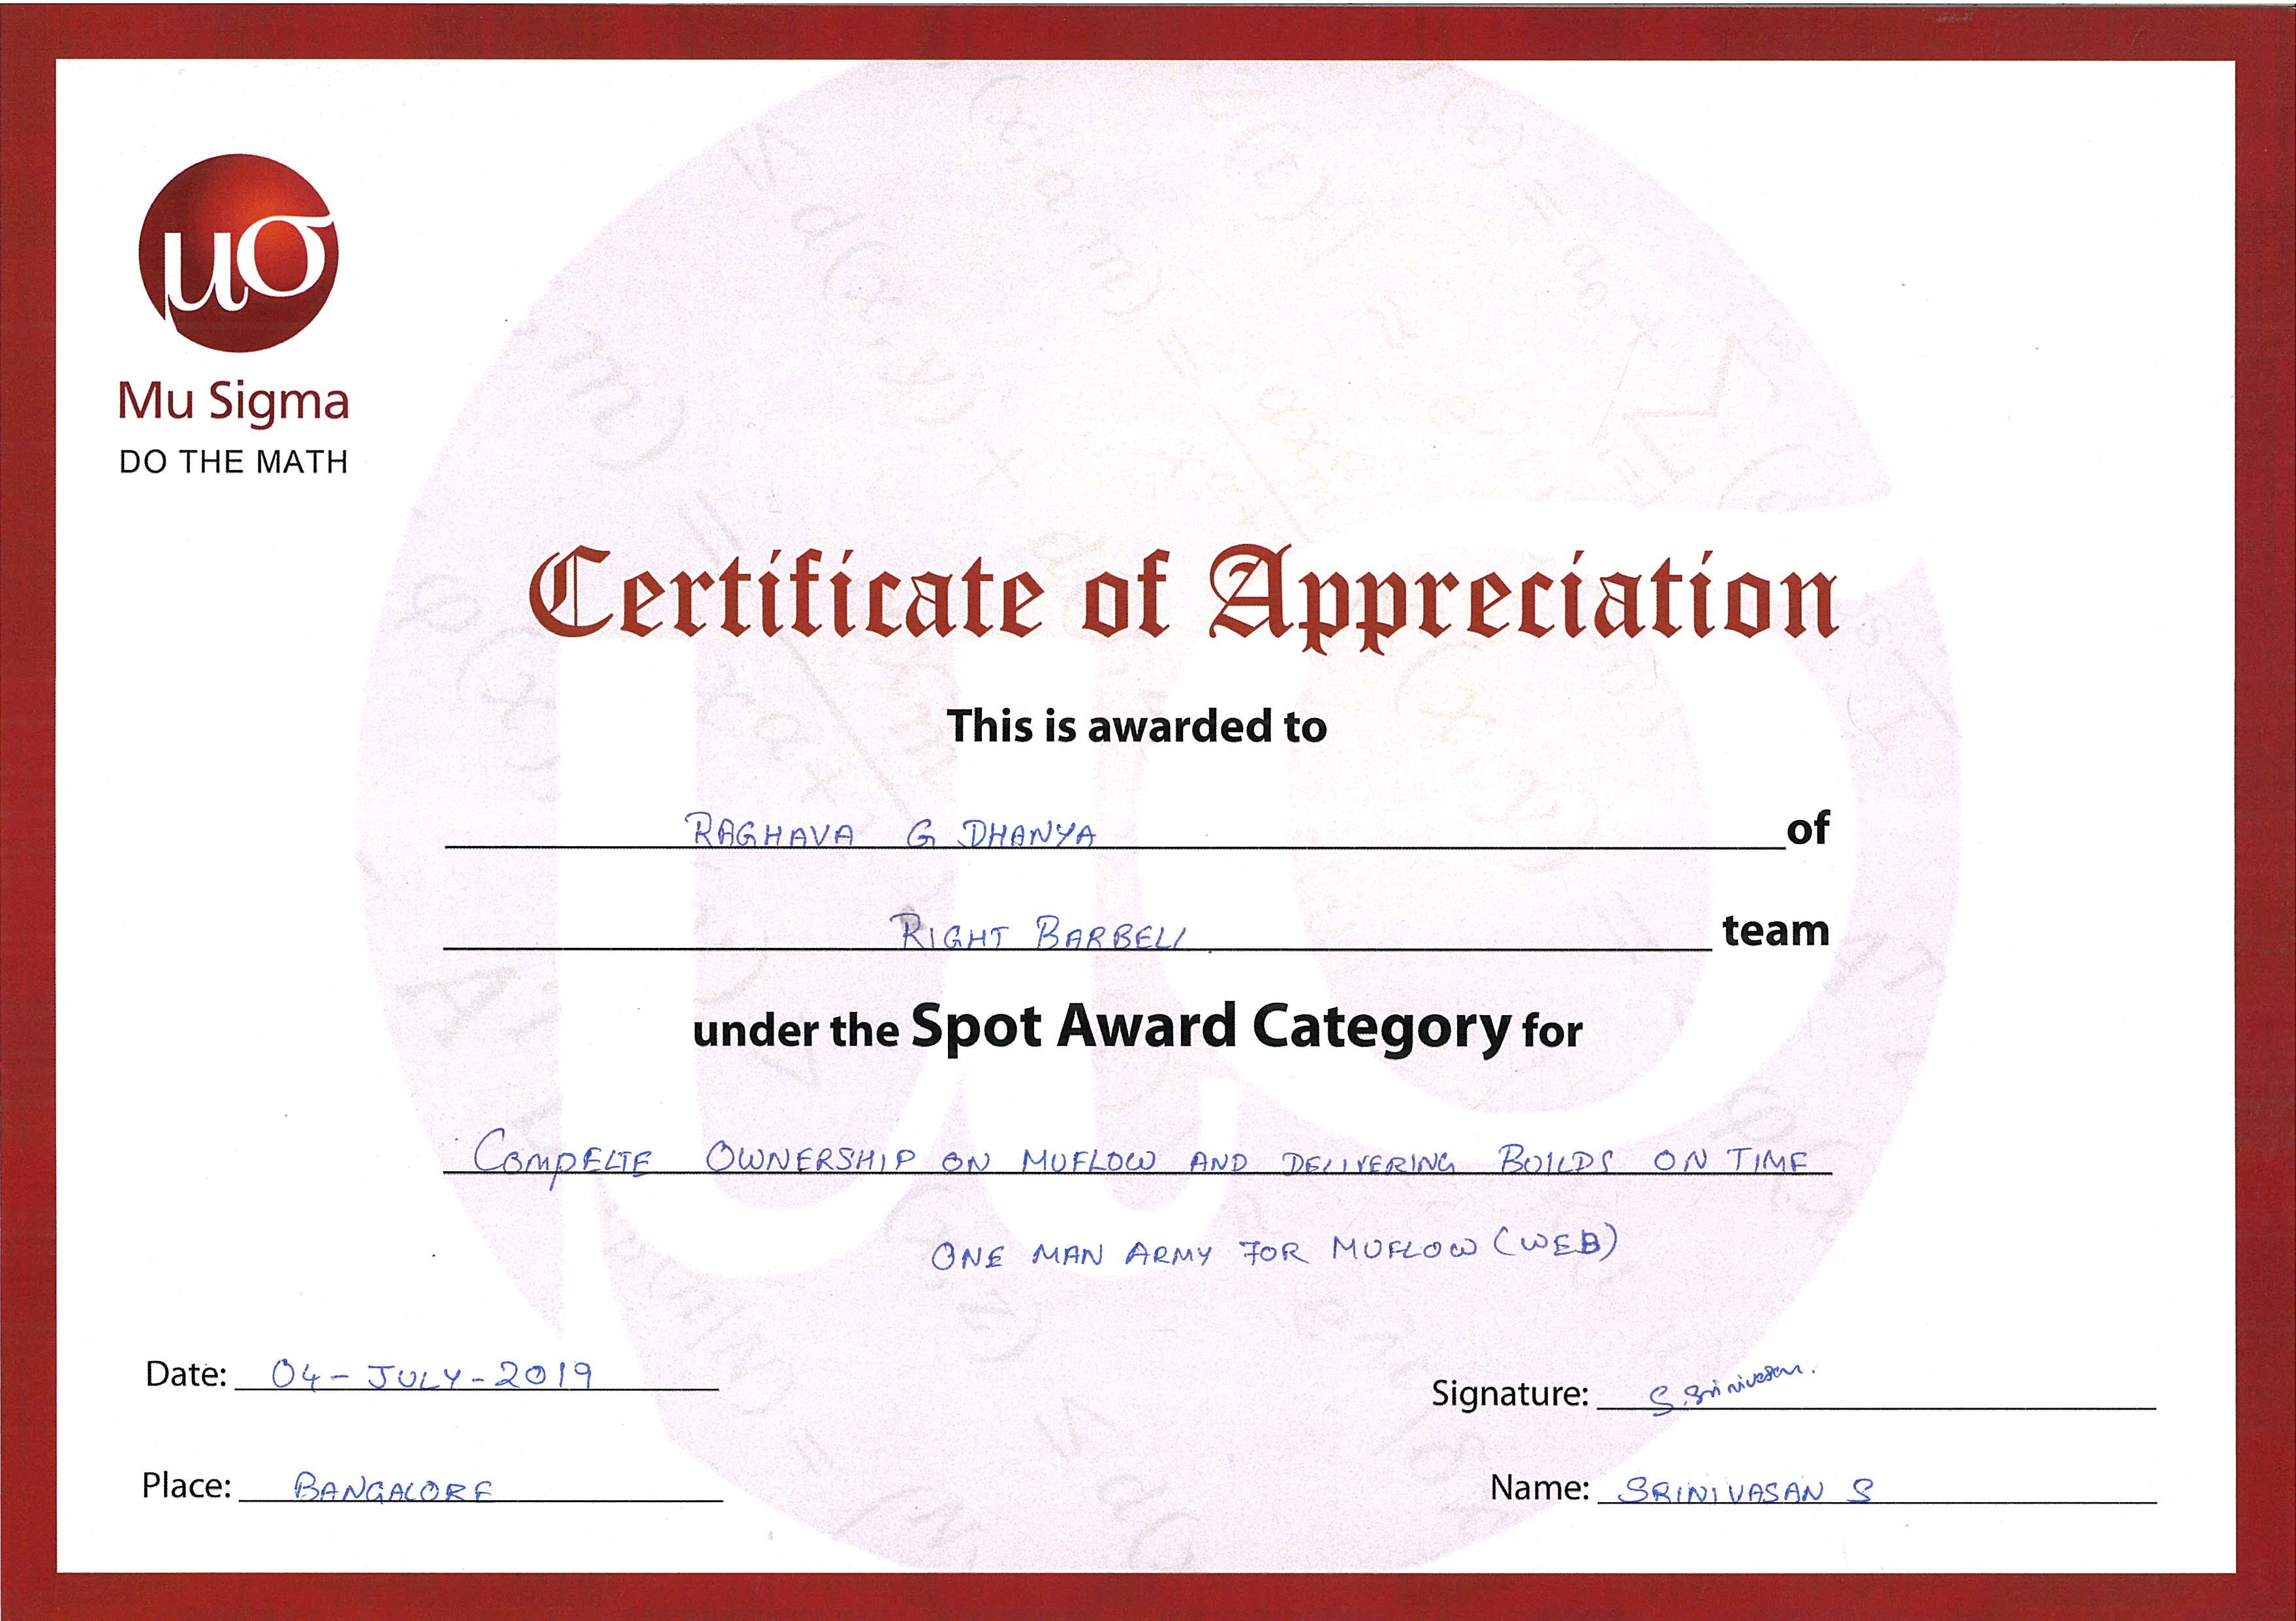 μσ
Mu Sigma
DO THE MATH
Certificate of Appreciation
This is awarded to
RAGHAVA G DHANYA of
RIGHT BARBELL team
under the Spot Award Category for
COMPELTE OWNERSHIP ON MUFLOW AND DELIVERING BUILDS ON TIME
ONE MAN ARMY FOR MUFLOW (WEB)
Date: 04-JULY-2019
Signature: S.Srinivasan.
Place: BANGALORE
Name: SRINIVASAN S